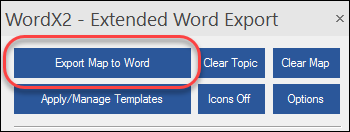 WordX2 - Extended Word Export
Export Map to Word Clear Topic Clear Map
Apply/Manage Templates Icons Off Options